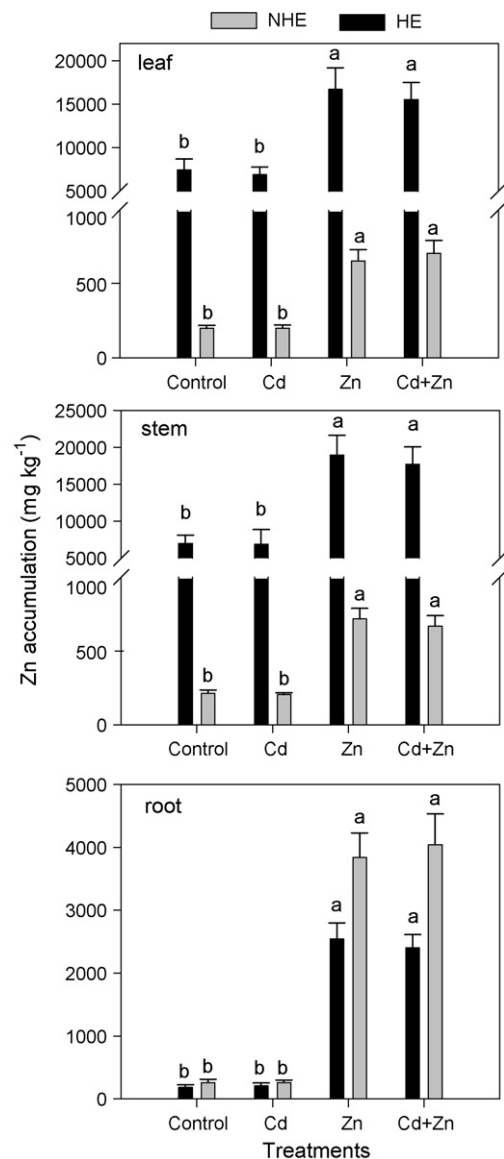 NHE HE
leaf
20000
15000
10000
5000
1000
500
0
b b a a
b b a a
Control Cd Zn Cd+Zn
Zn accumulation (mg kg⁻¹)
stem
25000
20000
15000
10000
5000
1000
500
0
b b a a
b b a a
Control Cd Zn Cd+Zn
root
5000
4000
3000
2000
1000
0
b b b b a a a a
Control Cd Zn Cd+Zn
Treatments